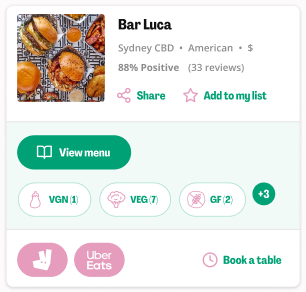 Bar Luca
Sydney CBD • American • $
88% Positive (33 reviews)
Share Add to my list
View menu
VGN (1) VEG (7) GF (2) +3
Uber
Eats
Book a table